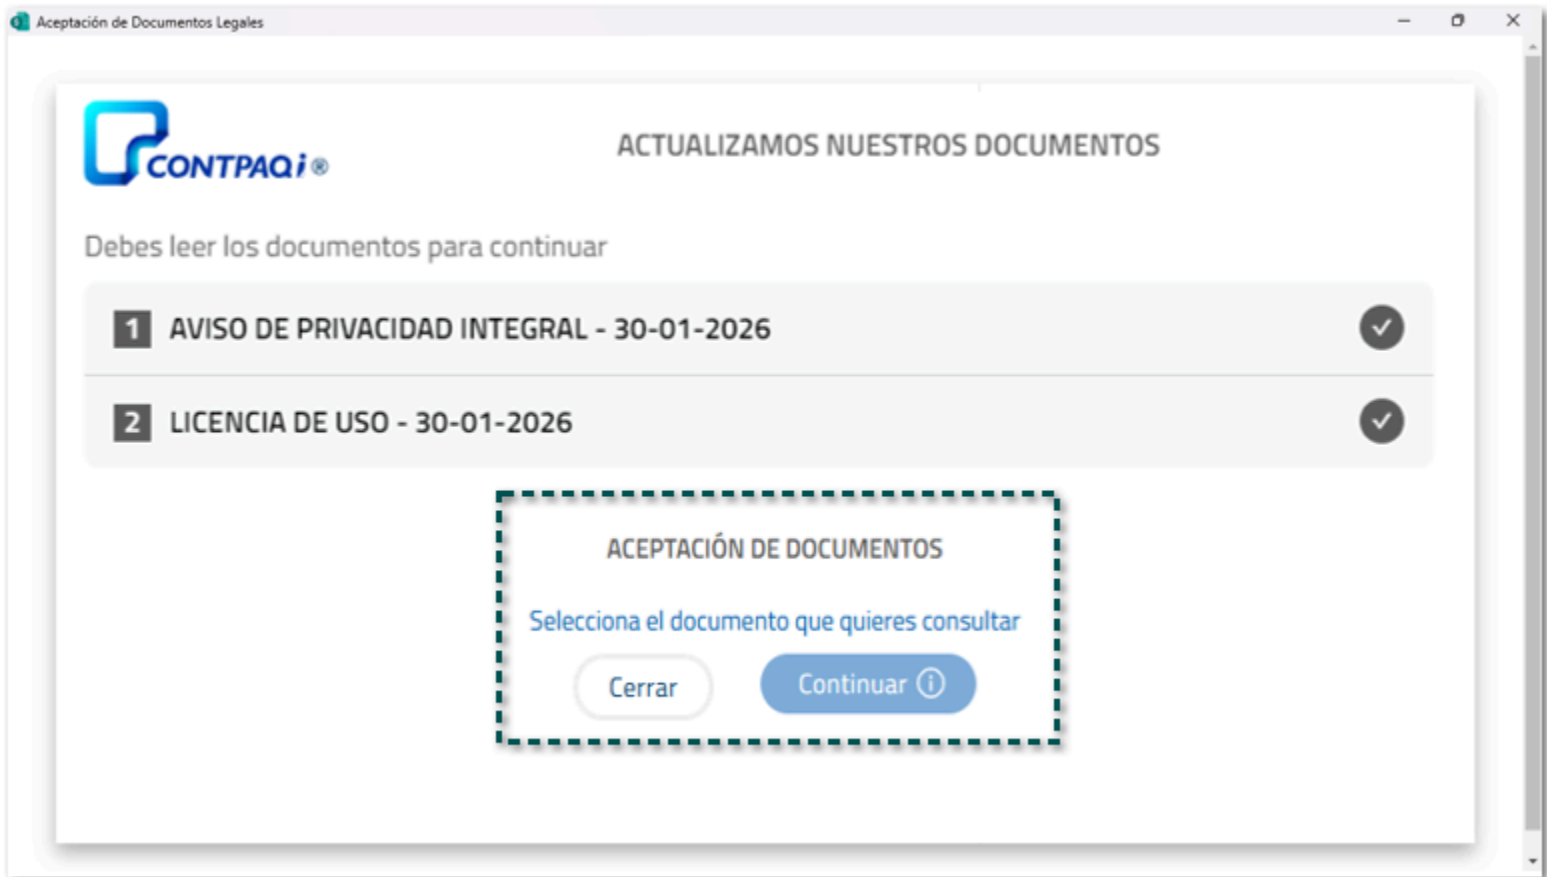 Aceptación de Documentos Legales
CONTPAQi®
ACTUALIZAMOS NUESTROS DOCUMENTOS
Debes leer los documentos para continuar
1 AVISO DE PRIVACIDAD INTEGRAL - 30-01-2026
2 LICENCIA DE USO - 30-01-2026
ACEPTACIÓN DE DOCUMENTOS
Selecciona el documento que quieres consultar
Cerrar
Continuar